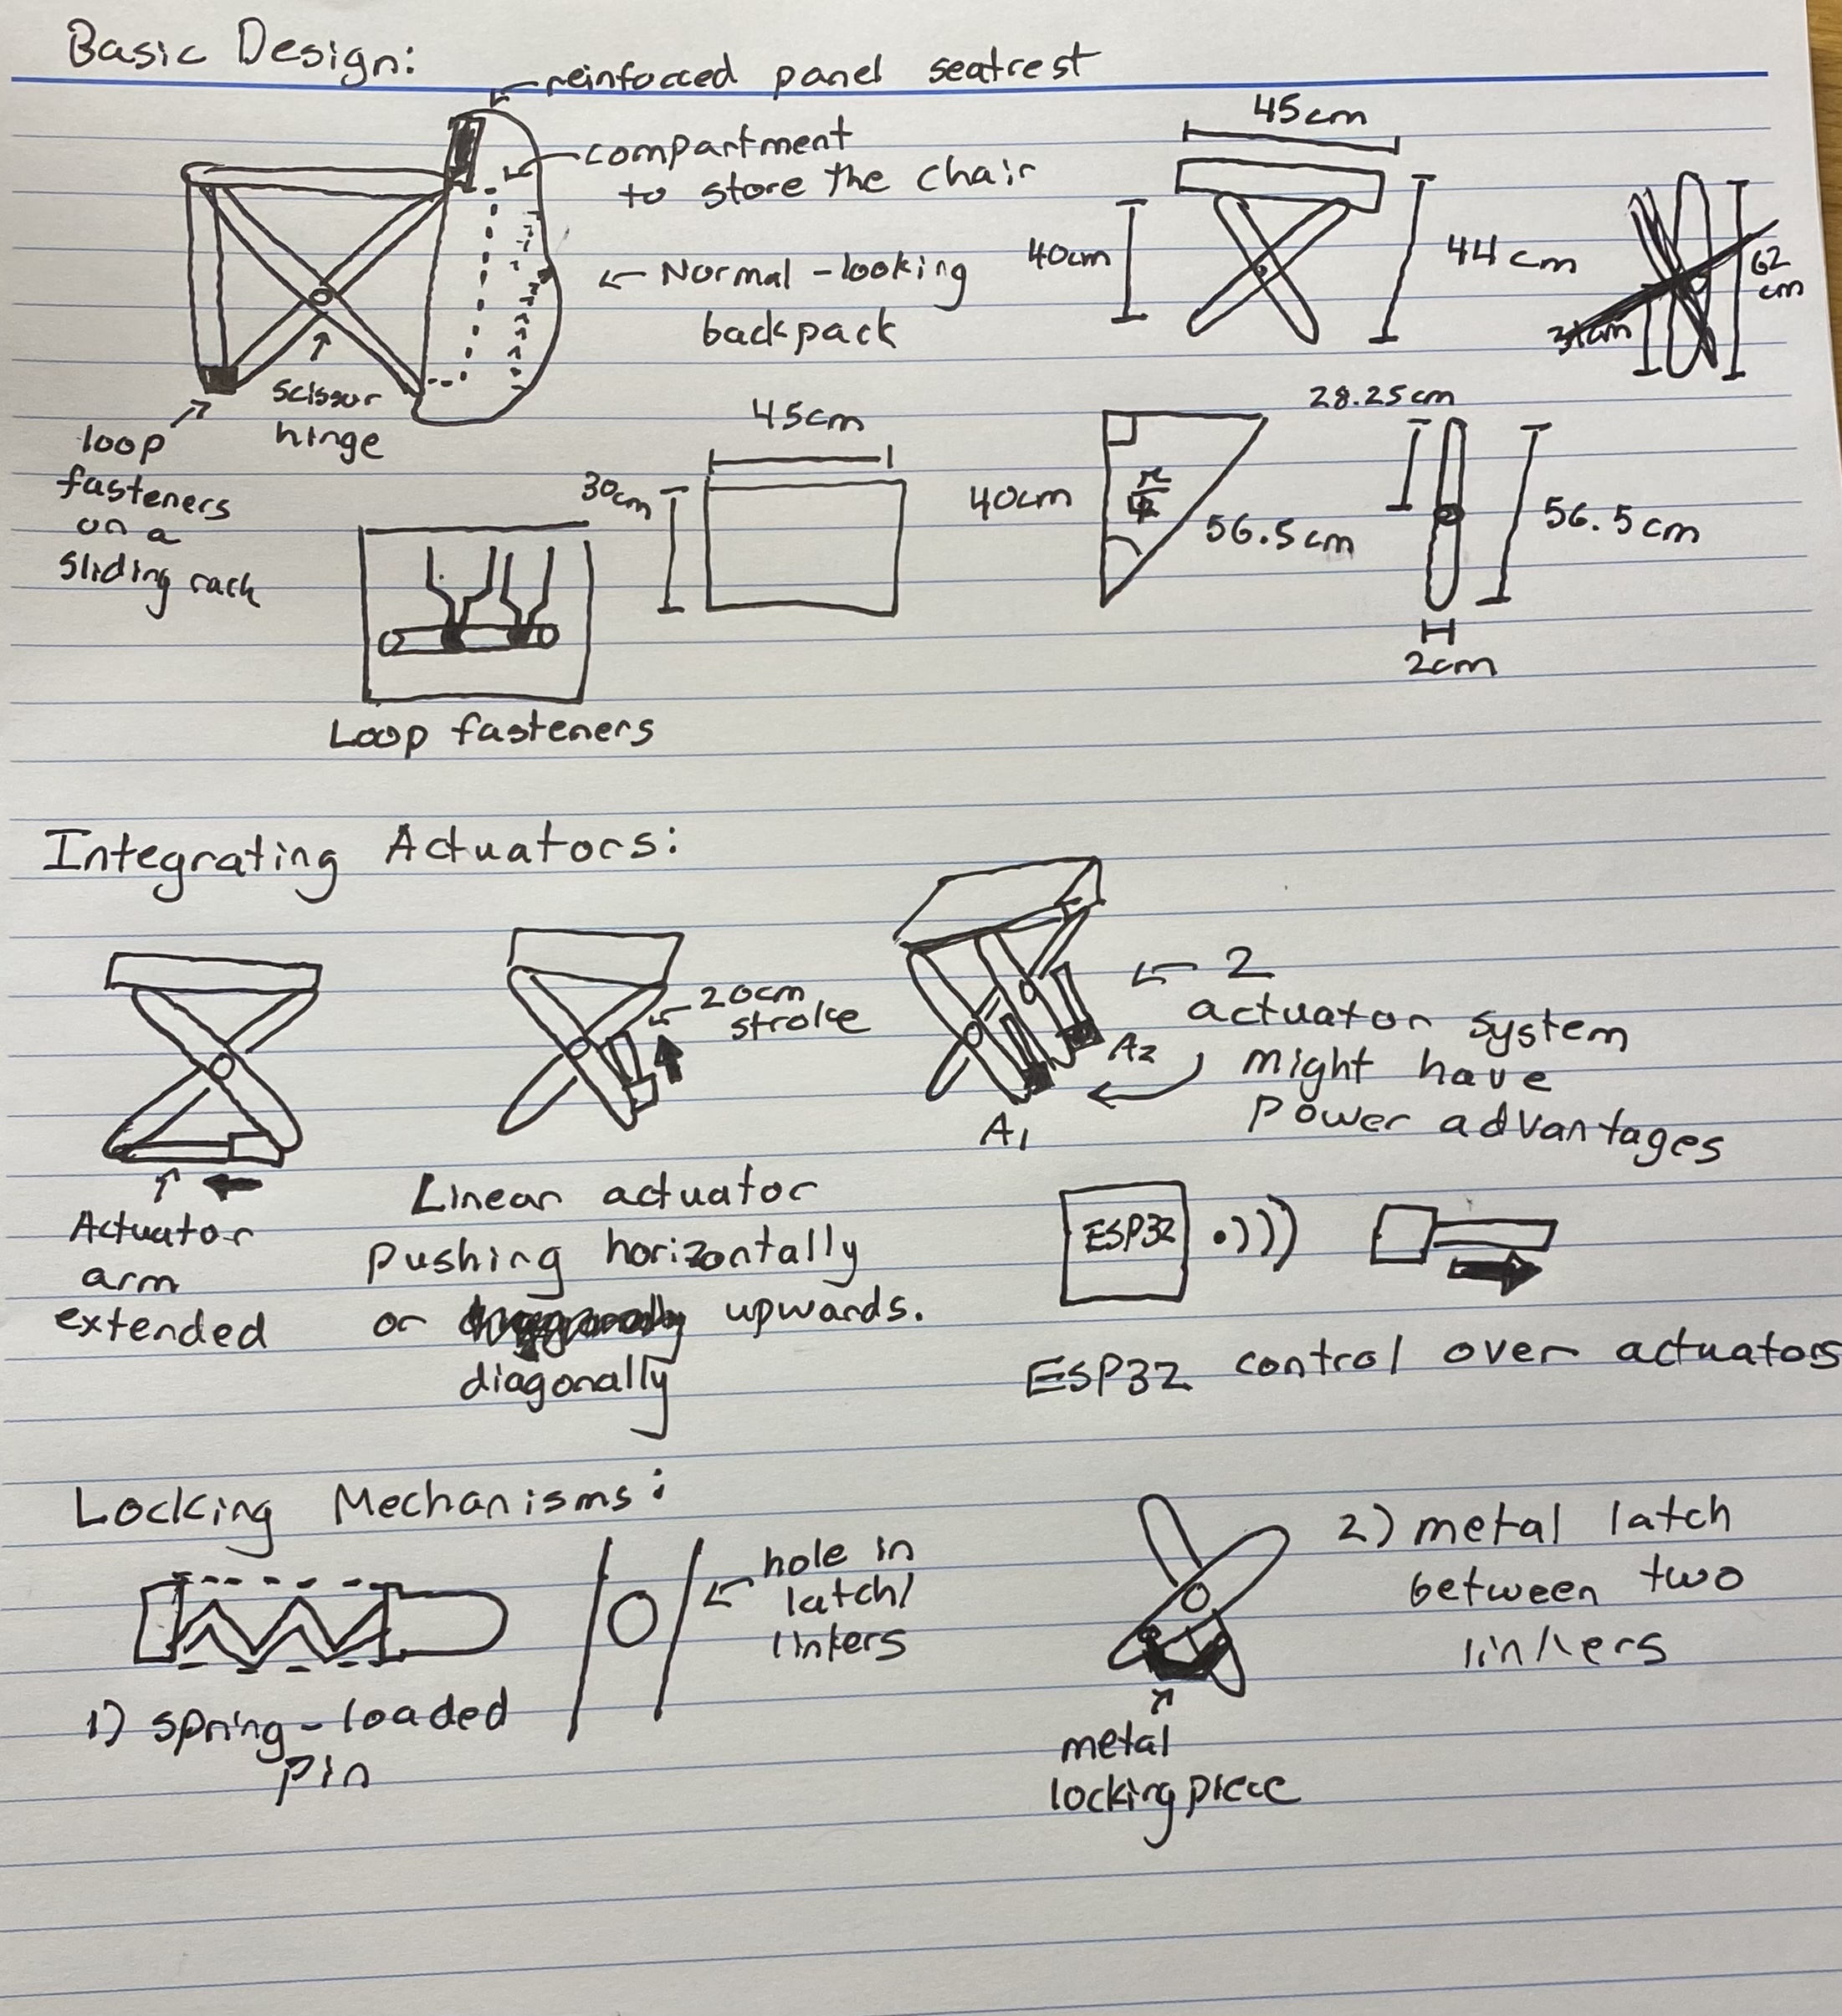 Basic Design:
reinforced panel seatrest
compartment
to store the chair
Normal-looking
backpack
scissor
hinge
loop
fasteners
on a
sliding rack
Loop fasteners
45cm
40cm
44cm
62
cm
31cm
45cm
30cm
40cm
π
4
56.5cm
28.25cm
56.5cm
2cm
Integrating Actuators:
Actuator
arm
extended
20cm
stroke
Linear actuator
pushing horizontally
or upwards.
diagonally
2
actuator system
might have
power advantages
A2
A1
ESP32
ESP32 control over actuators
Locking Mechanisms:
hole in
latch/
linkers
1) spring-loaded
pin
2) metal latch
between two
linkers
metal
locking piece